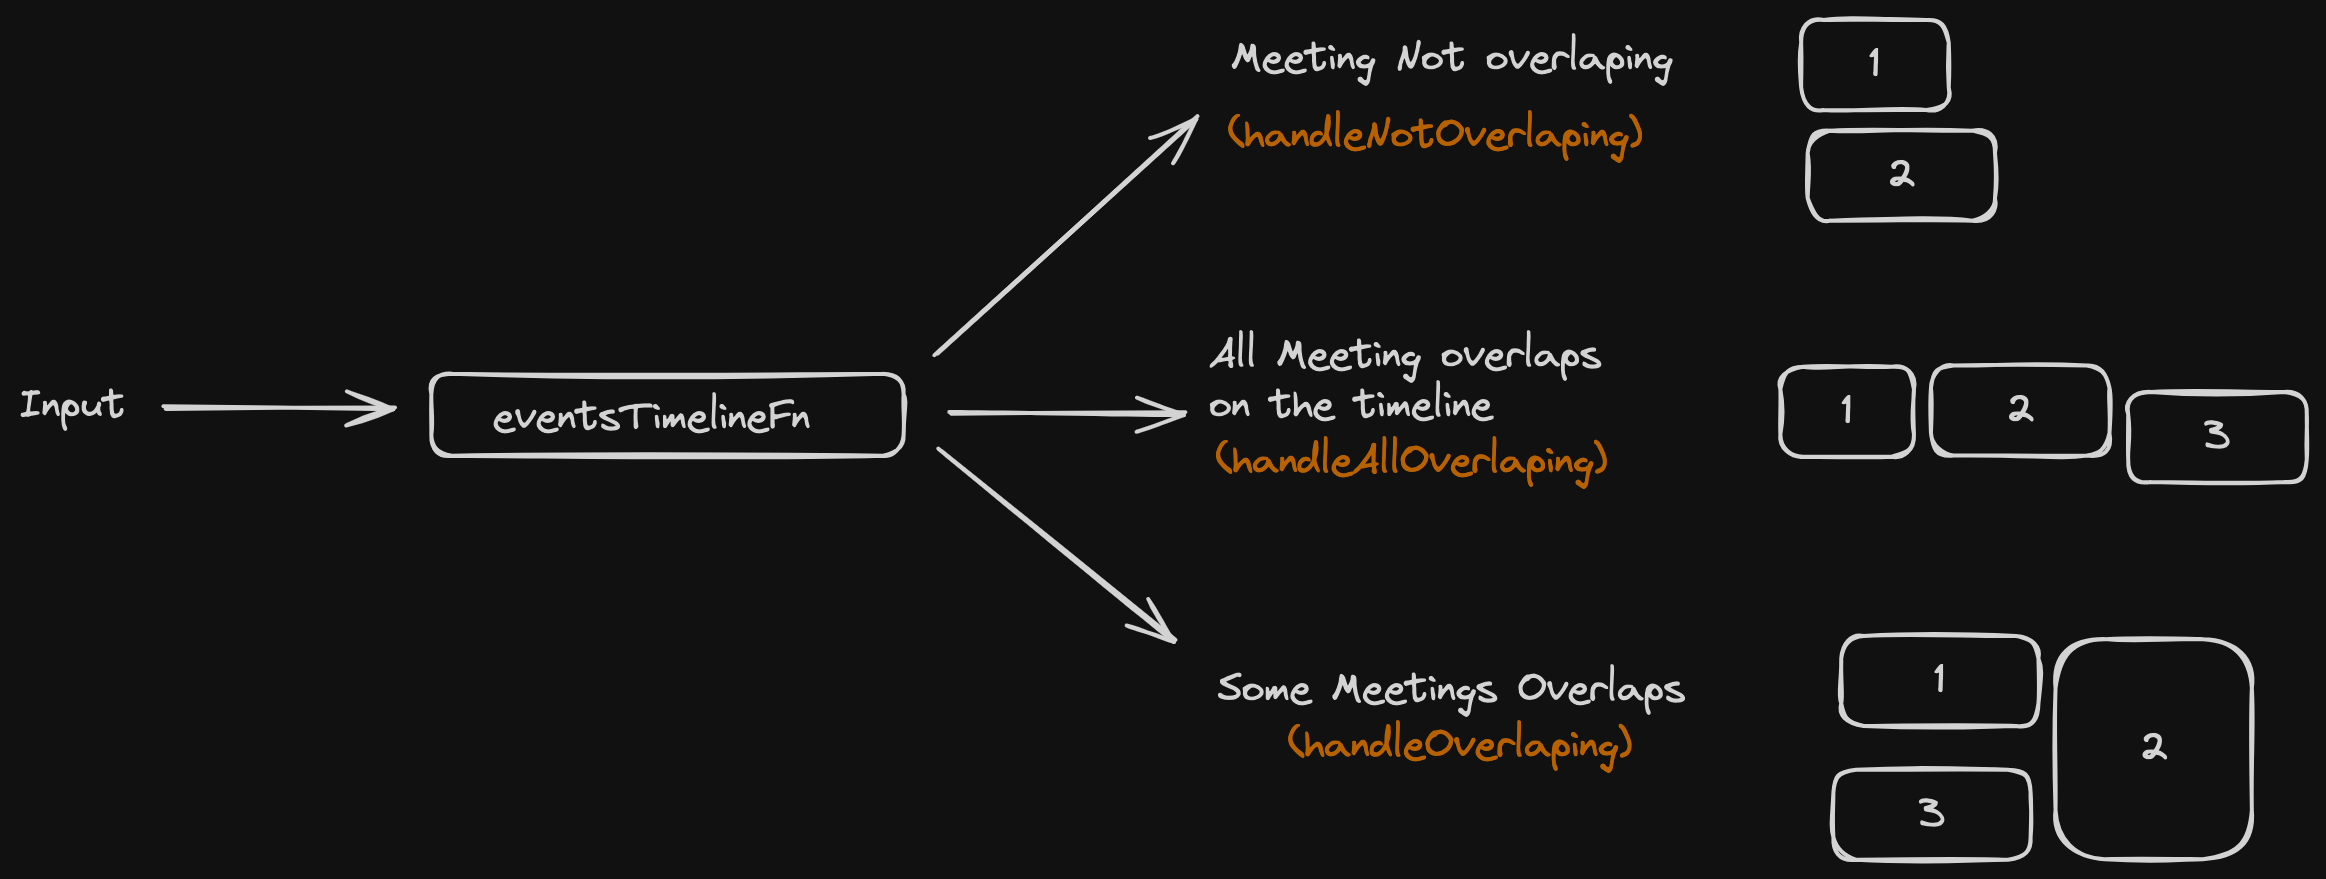 Input
eventsTimelineFn
Meeting Not overlaping
(handleNotOverlaping)
1
2
All Meeting overlaps
on the timeline
(handleAllOverlaping)
1
2
3
Some Meetings Overlaps
(handleOverlaping)
1
2
3